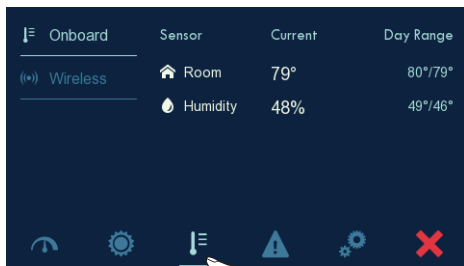 Onboard
Wireless
Sensor Current Day Range
Room 79° 80°/79°
Humidity 48% 49°/46°